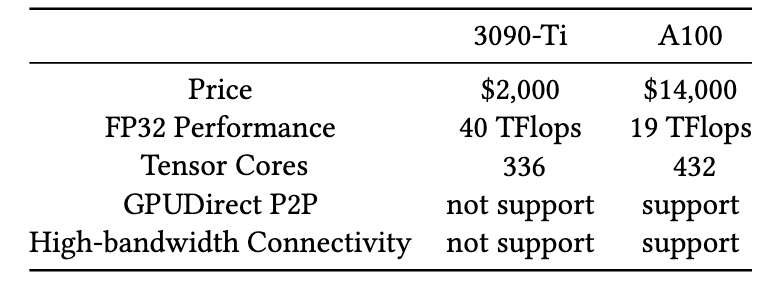 3090-Ti A100
Price $2,000 $14,000
FP32 Performance 40 TFlops 19 TFlops
Tensor Cores 336 432
GPUDirect P2P not support support
High-bandwidth Connectivity not support support